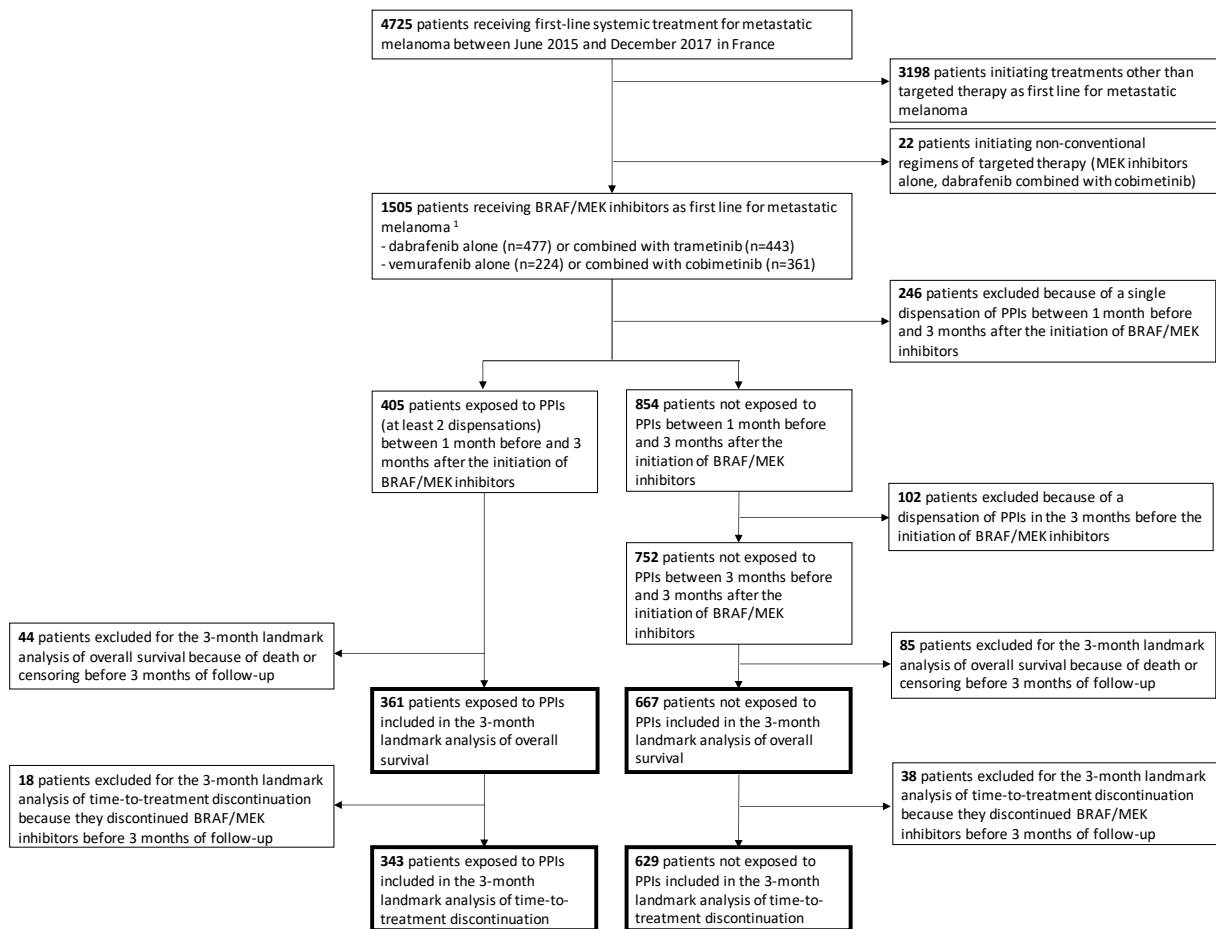 4725 patients receiving first-line systemic treatment for
metastatic melanoma between June 2015 and December 2017 in France
3198 patients initiating treatments other than
targeted therapy as first line for metastatic
melanoma
22 patients initiating non-conventional
regimens of targeted therapy (MEK inhibitors
alone, dabrafenib combined with cobimetinib)
1505 patients receiving BRAF/MEK inhibitors as first line for metastatic
melanoma 1
- dabrafenib alone (n=477) or combined with trametinib (n=443)
- vemurafenib alone (n=224) or combined with cobimetinib (n=361)
246 patients excluded because of a single
dispensation of PPIs between 1 month before
and 3 months after the initiation of BRAF/MEK
inhibitors
405 patients exposed to PPIs
(at least 2 dispensations)
between 1 month before and 3
months after the initiation of
BRAF/MEK inhibitors
854 patients not exposed to
PPIs between 1 month before
and 3 months after the
initiation of BRAF/MEK
inhibitors
102 patients excluded because of a
dispensation of PPIs in the 3 months before the
initiation of BRAF/MEK inhibitors
752 patients not exposed to
PPIs between 3 months before
and 3 months after the
initiation of BRAF/MEK
inhibitors
44 patients excluded for the 3-month landmark
analysis of overall survival because of death or
censoring before 3 months of follow-up
85 patients excluded for the 3-month landmark
analysis of overall survival because of death or
censoring before 3 months of follow-up
361 patients exposed to PPIs
included in the 3-month
landmark analysis of overall
survival
667 patients not exposed to
PPIs included in the 3-month
landmark analysis of overall
survival
18 patients excluded for the 3-month landmark
analysis of time-to-treatment discontinuation
because they discontinued BRAF/MEK
inhibitors before 3 months of follow-up
38 patients excluded for the 3-month landmark
analysis of time-to-treatment discontinuation
because they discontinued BRAF/MEK
inhibitors before 3 months of follow-up
343 patients exposed to PPIs
included in the 3-month
landmark analysis of time-to-
treatment discontinuation
629 patients not exposed to
PPIs included in the 3-month
landmark analysis of time-to-
treatment discontinuation